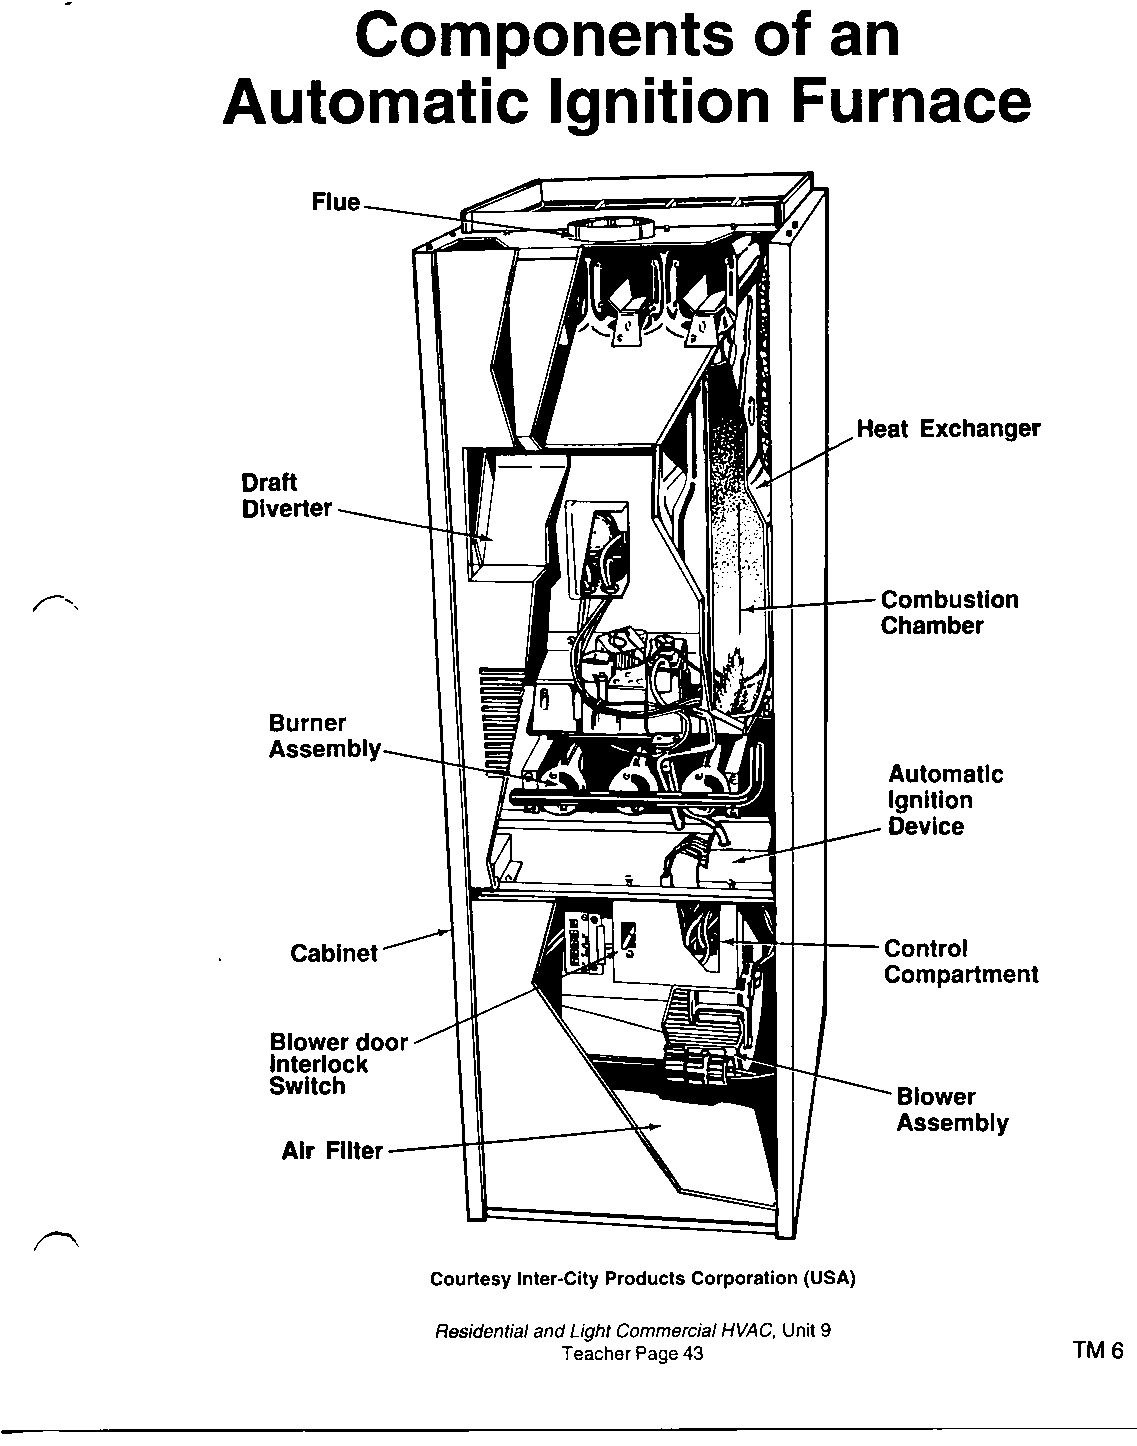 Components of an
Automatic Ignition Furnace
Flue
Heat Exchanger
Draft
Diverter
Combustion
Chamber
Burner
Assembly
Automatic
Ignition
Device
Cabinet
Control
Compartment
Blower door
Interlock
Switch
Blower
Assembly
Air Filter
Courtesy Inter-City Products Corporation (USA)
Residential and Light Commercial HVAC, Unit 9
Teacher Page 43
TM 6